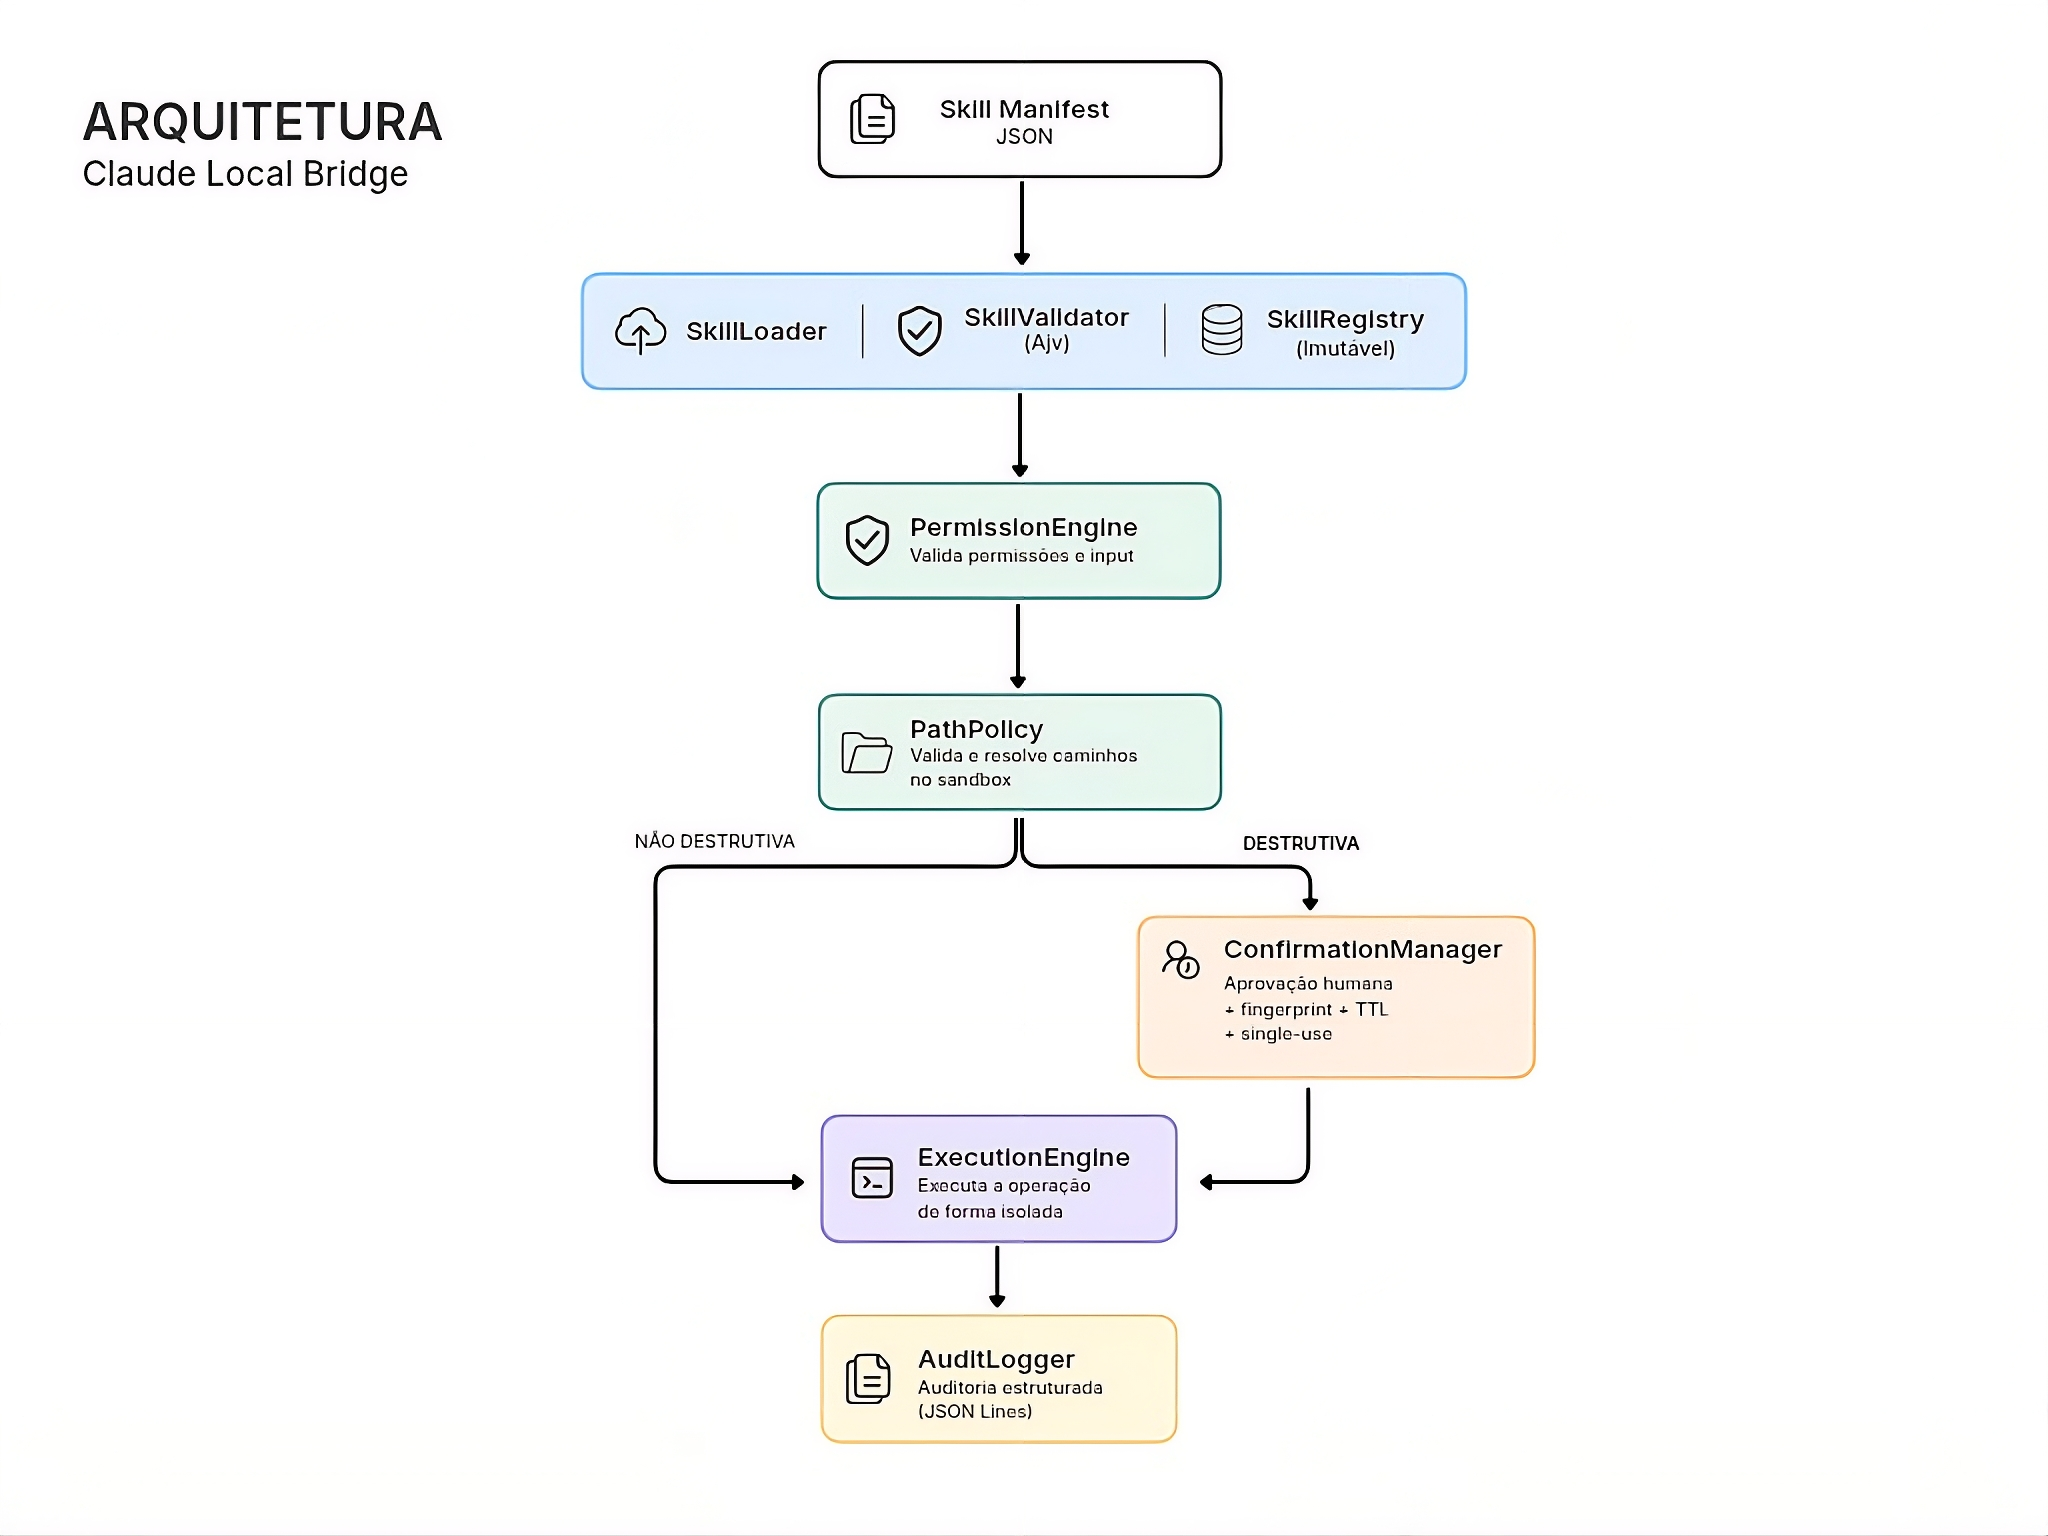 ARQUITETURA
Claude Local Bridge
Skill Manifest
JSON
SkillLoader
SkillValidator
(Ajv)
SkillRegistry
(Imutável)
PermissionEngine
Valida permissões e input
PathPolicy
Valida e resolve caminhos
no sandbox
NÃO DESTRUTIVA
DESTRUTIVA
ConfirmationManager
Aprovação humana
+ fingerprint + TTL
+ single-use
ExecutionEngine
Executa a operação
de forma isolada
AuditLogger
Auditoria estruturada
(JSON Lines)